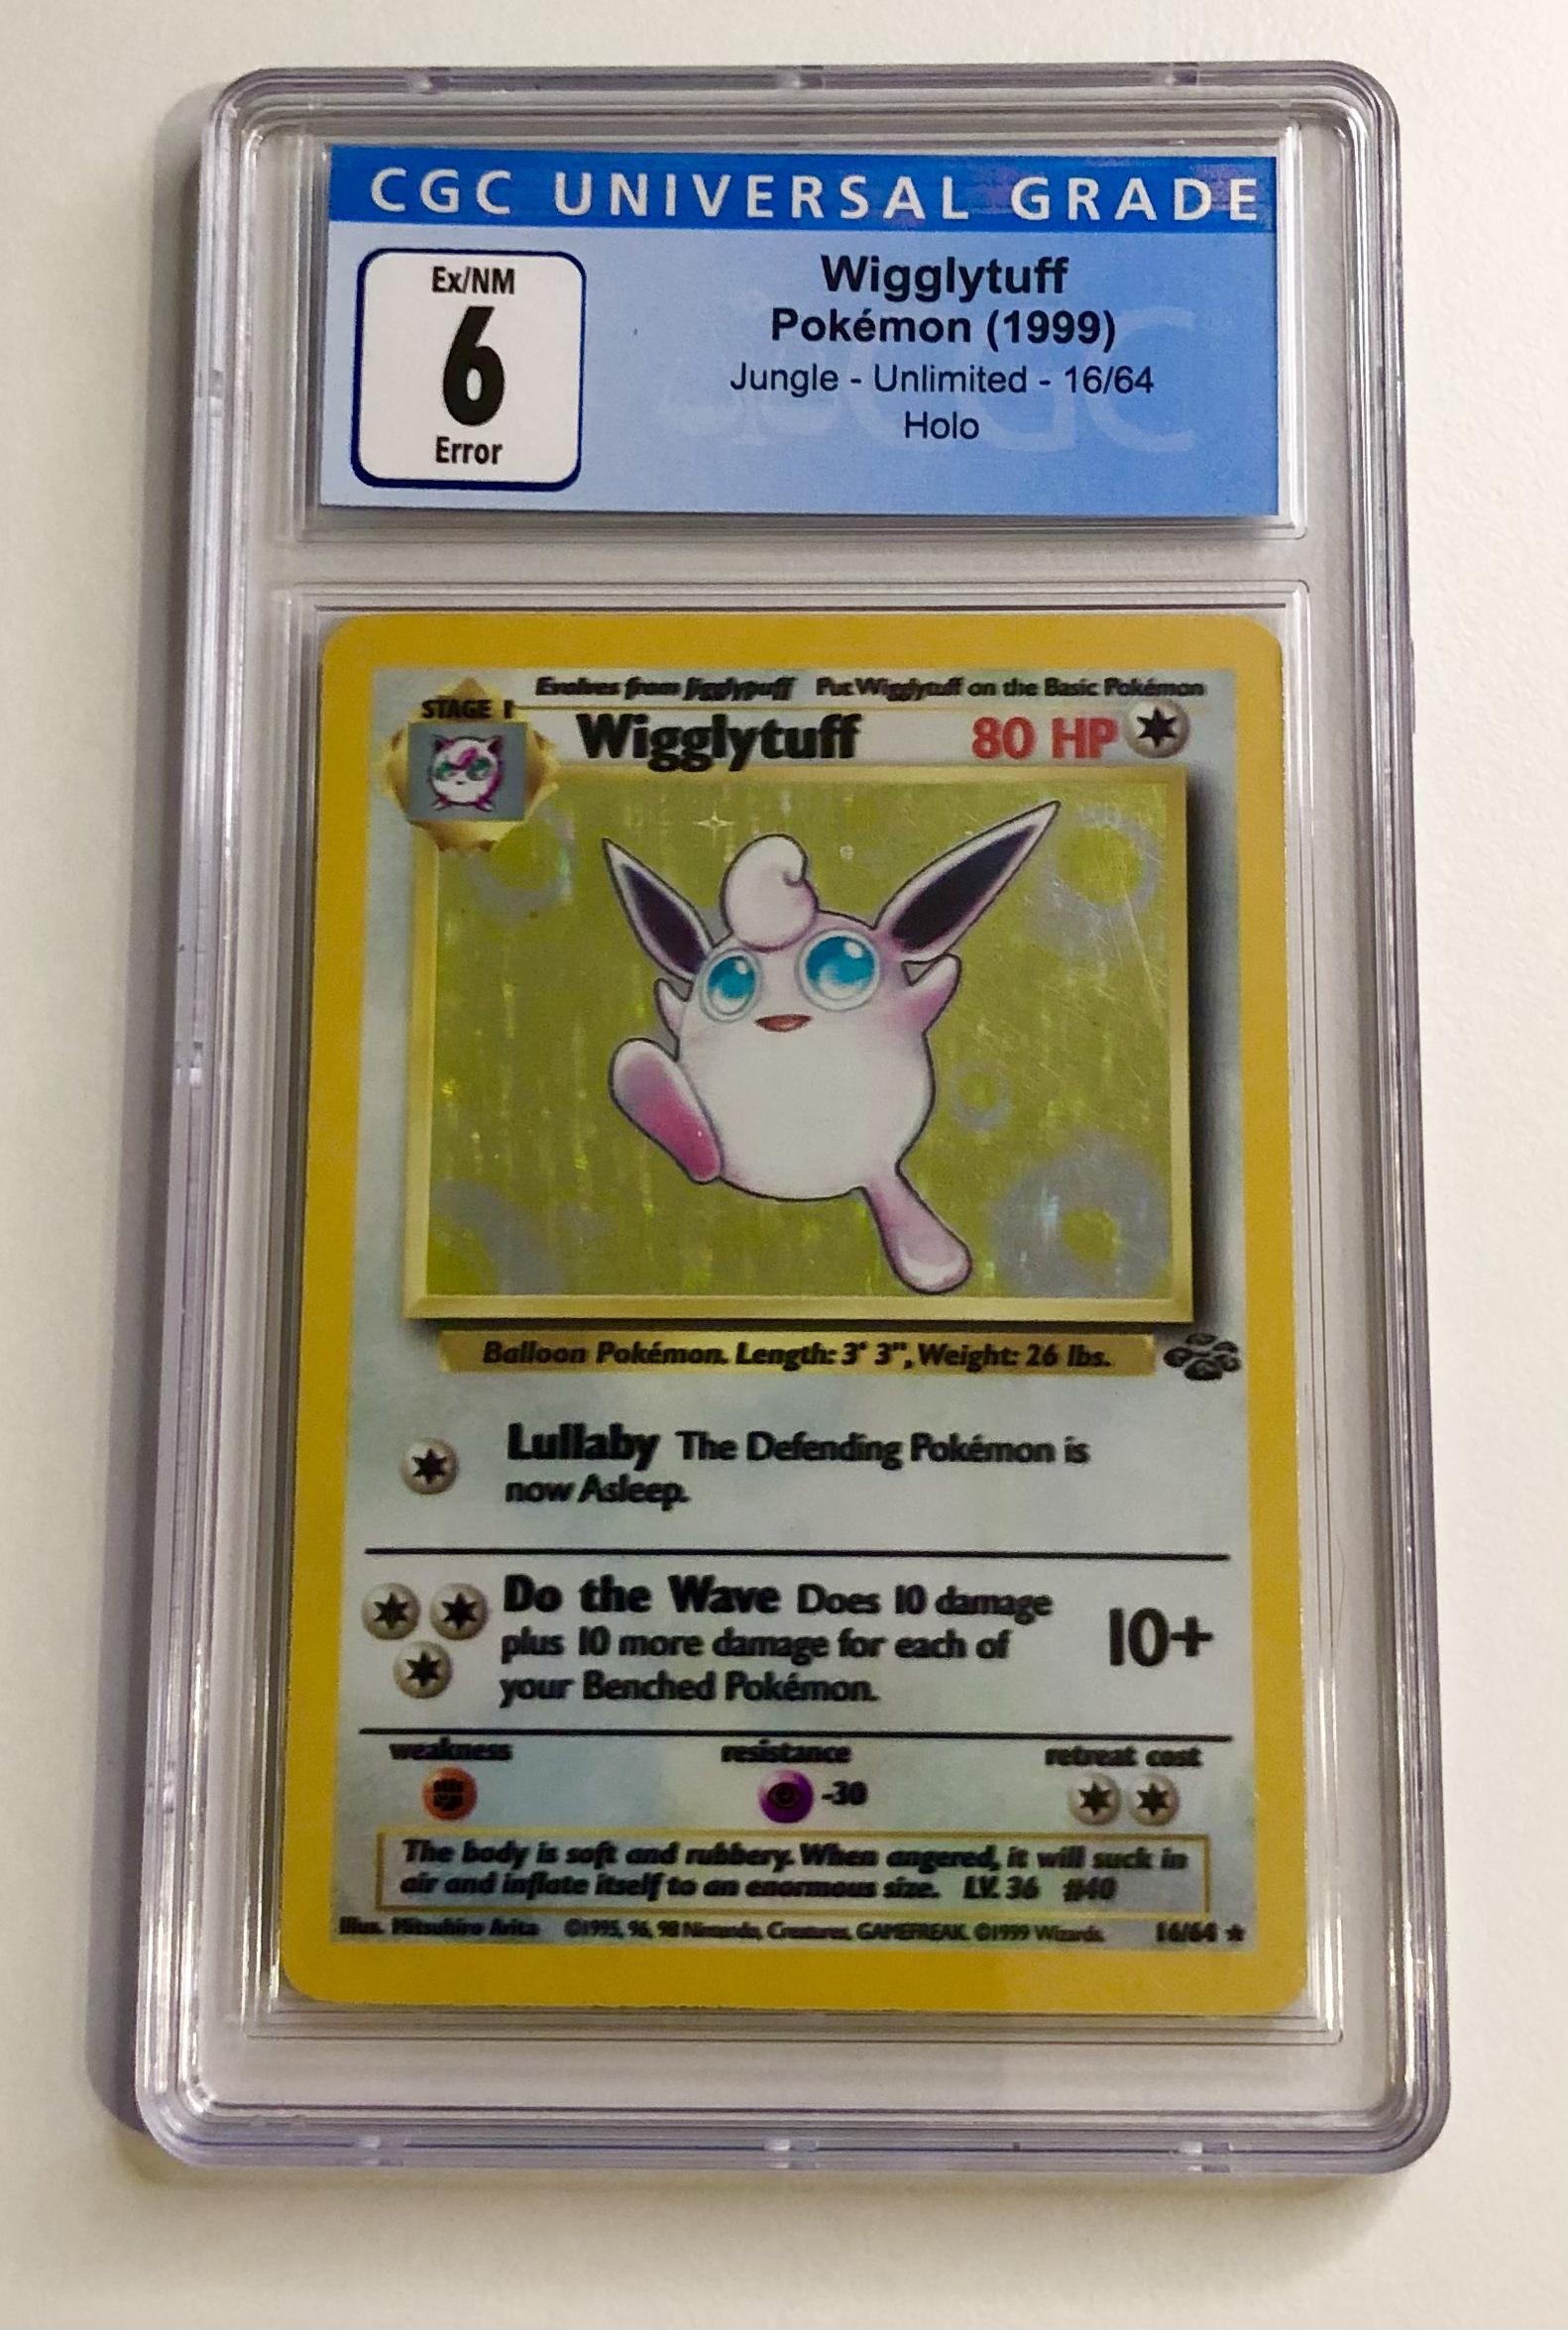 CGC UNIVERSAL GRADE
Ex/NM
6
Error
Wigglytuff
Pokémon (1999)
Jungle - Unlimited - 16/64
Holo
Evolves from Jigglypuff Put Wigglytuff on the Basic Pokémon
STAGE 1
Wigglytuff 80 HP
Balloon Pokémon. Length: 3' 3", Weight: 26 lbs.
Lullaby The Defending Pokémon is
now Asleep.
Do the Wave Does 10 damage
plus 10 more damage for each of
your Benched Pokémon.
10+
weakness resistance retreat cost
-30
The body is soft and rubbery. When angered, it will suck in
air and inflate itself to an enormous size. LV. 36 #40
Illus. Mitsuhiro Arita ©1995, 96, 98 Nintendo, Creatures, GAMEFREAK. ©1999 Wizards. 16/64